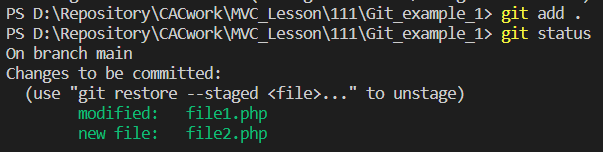 PS D:\Repository\CACwork\MVC_Lesson\111\Git_example_1> git add .
PS D:\Repository\CACwork\MVC_Lesson\111\Git_example_1> git status
On branch main
Changes to be committed:
  (use "git restore --staged <file>..." to unstage)
        modified:   file1.php
        new file:   file2.php